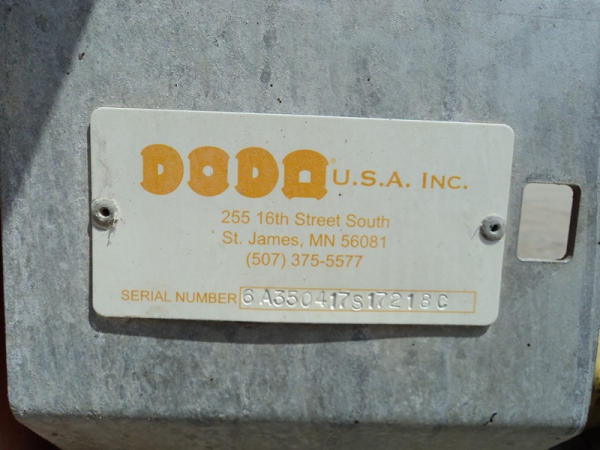 DODA® U.S.A. INC.
255 16th Street South
St. James, MN 56081
(507) 375-5577
SERIAL NUMBER 6A350417S17218C